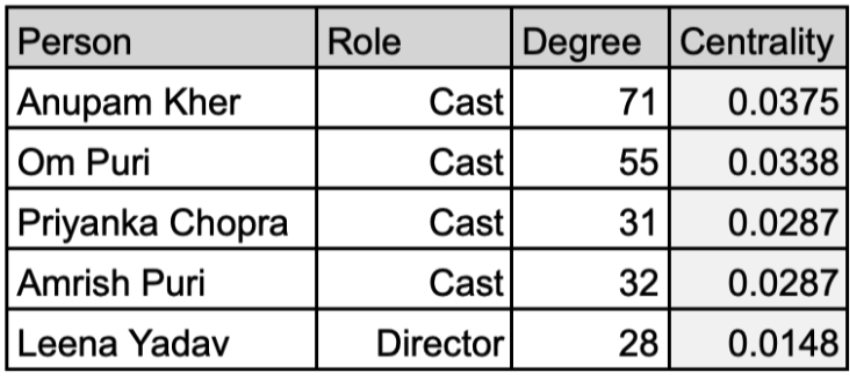 Person Role Degree Centrality
Anupam Kher Cast 71 0.0375
Om Puri Cast 55 0.0338
Priyanka Chopra Cast 31 0.0287
Amrish Puri Cast 32 0.0287
Leena Yadav Director 28 0.0148